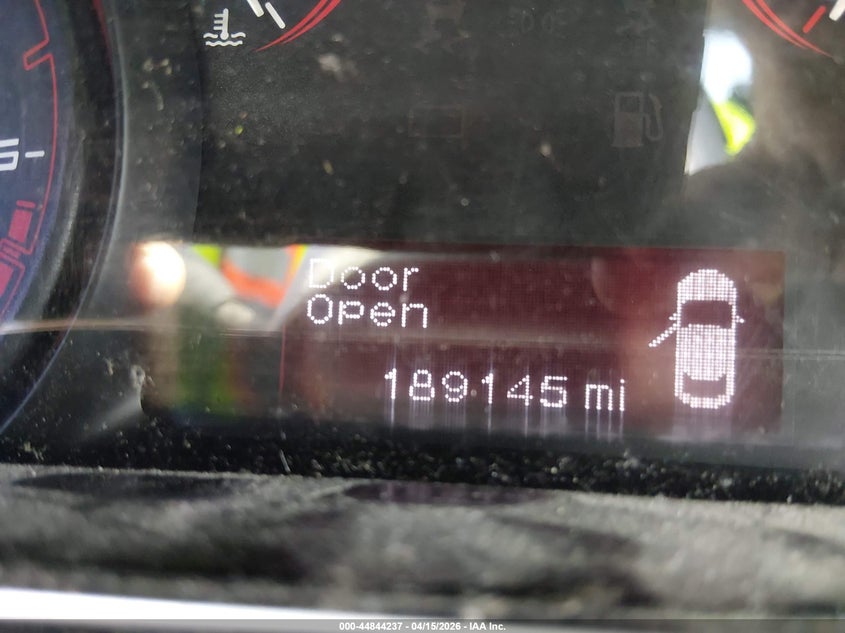 Door
Open
189145 mi
000-44844237 - 04/15/2026 - IAA Inc.